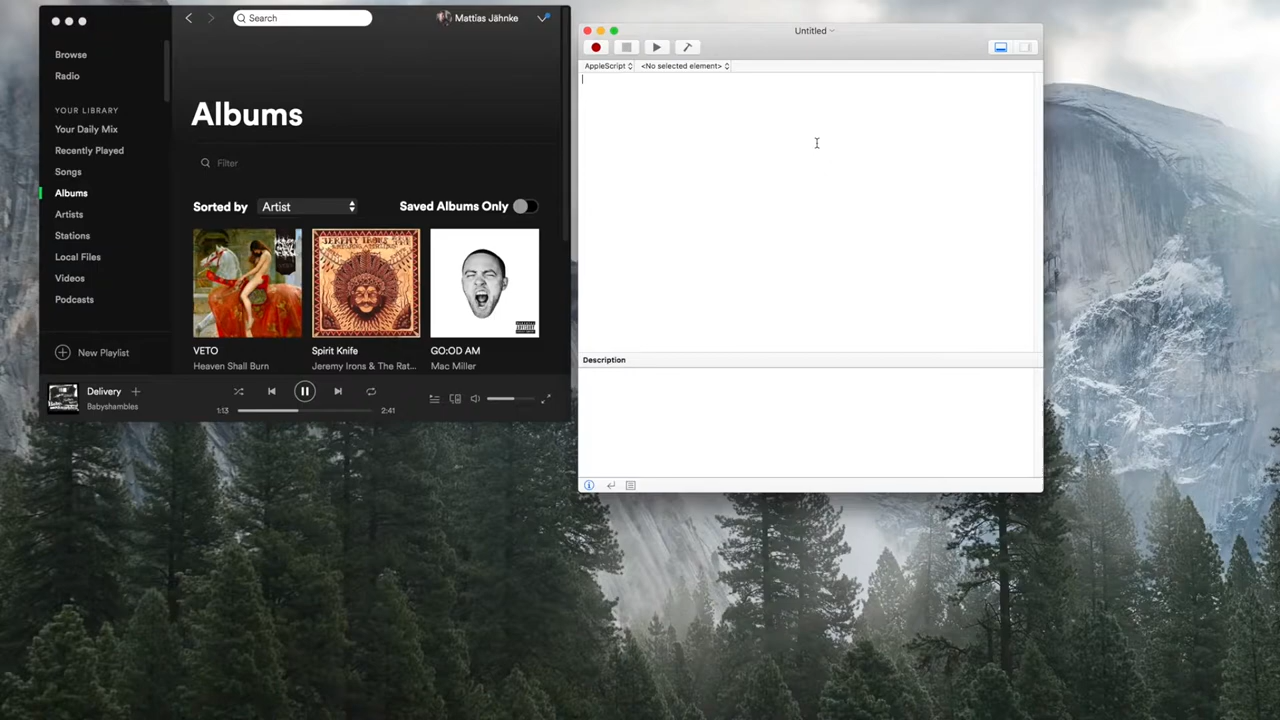 Search
Mattias Jähnke
Browse
Radio
YOUR LIBRARY
Your Daily Mix
Recently Played
Songs
Albums
Artists
Stations
Local Files
Videos
Podcasts
New Playlist
Albums
Filter
Sorted by Artist
Saved Albums Only
VETO
Heaven Shall Burn
Spirit Knife
Jeremy Irons & The Rat...
GO:OD AM
Mac Miller
Delivery
Babyshambles
1:13
2:41
Untitled
AppleScript
<No selected element>
Description